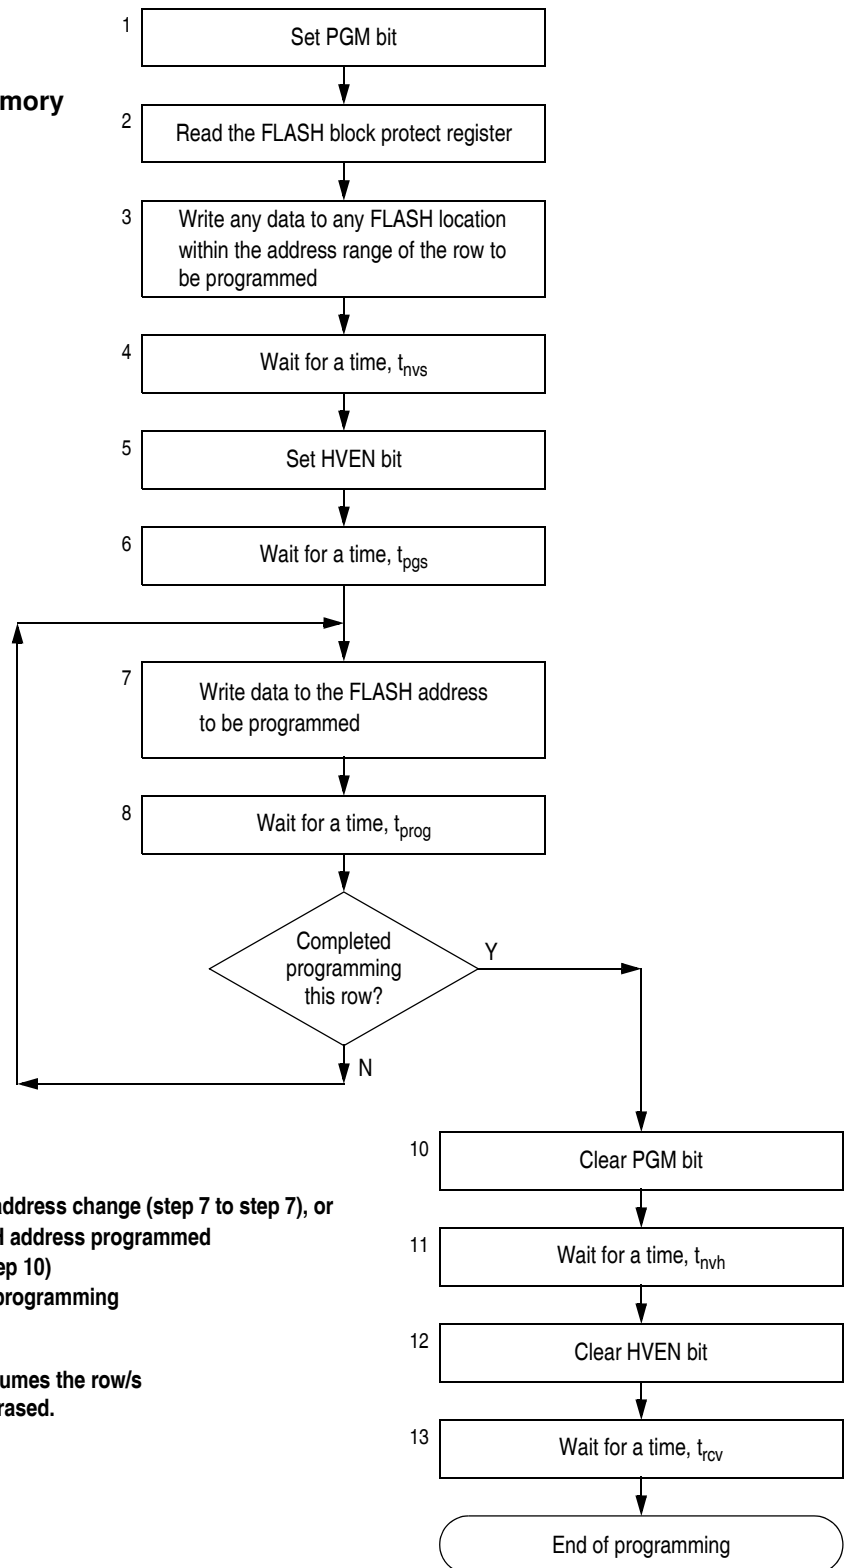 1
Set PGM bit
mory
2
Read the FLASH block protect register
3
Write any data to any FLASH location
within the address range of the row to
be programmed
4
Wait for a time, tnvs
5
Set HVEN bit
6
Wait for a time, tpgs
7
Write data to the FLASH address
to be programmed
8
Wait for a time, tprog
Completed
programming
this row?
Y
N
10
Clear PGM bit
address change (step 7 to step 7), or
H address programmed
ep 10)
programming
11
Wait for a time, tnvh
12
Clear HVEN bit
umes the row/s
rased.
13
Wait for a time, trcv
End of programming